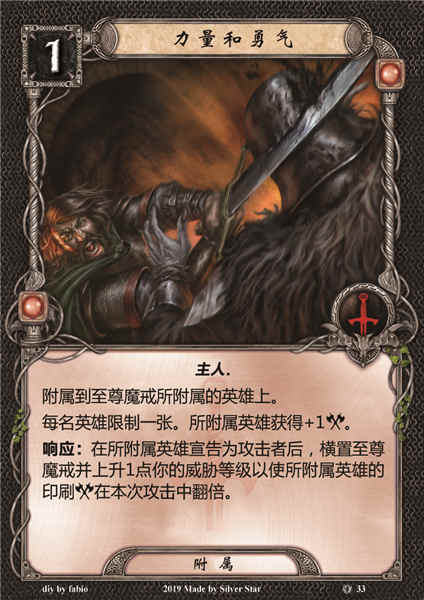 1
力量和勇气
主人.
附属到至尊魔戒所附属的英雄上。
每名英雄限制一张。所附属英雄获得+1。
响应：在所附属英雄宣告为攻击者后，横置至尊
魔戒并上升1点你的威胁等级以使所附属英雄的
印刷在本次攻击中翻倍。
附属
diy by fabio 2019 Made by Silver Star 33